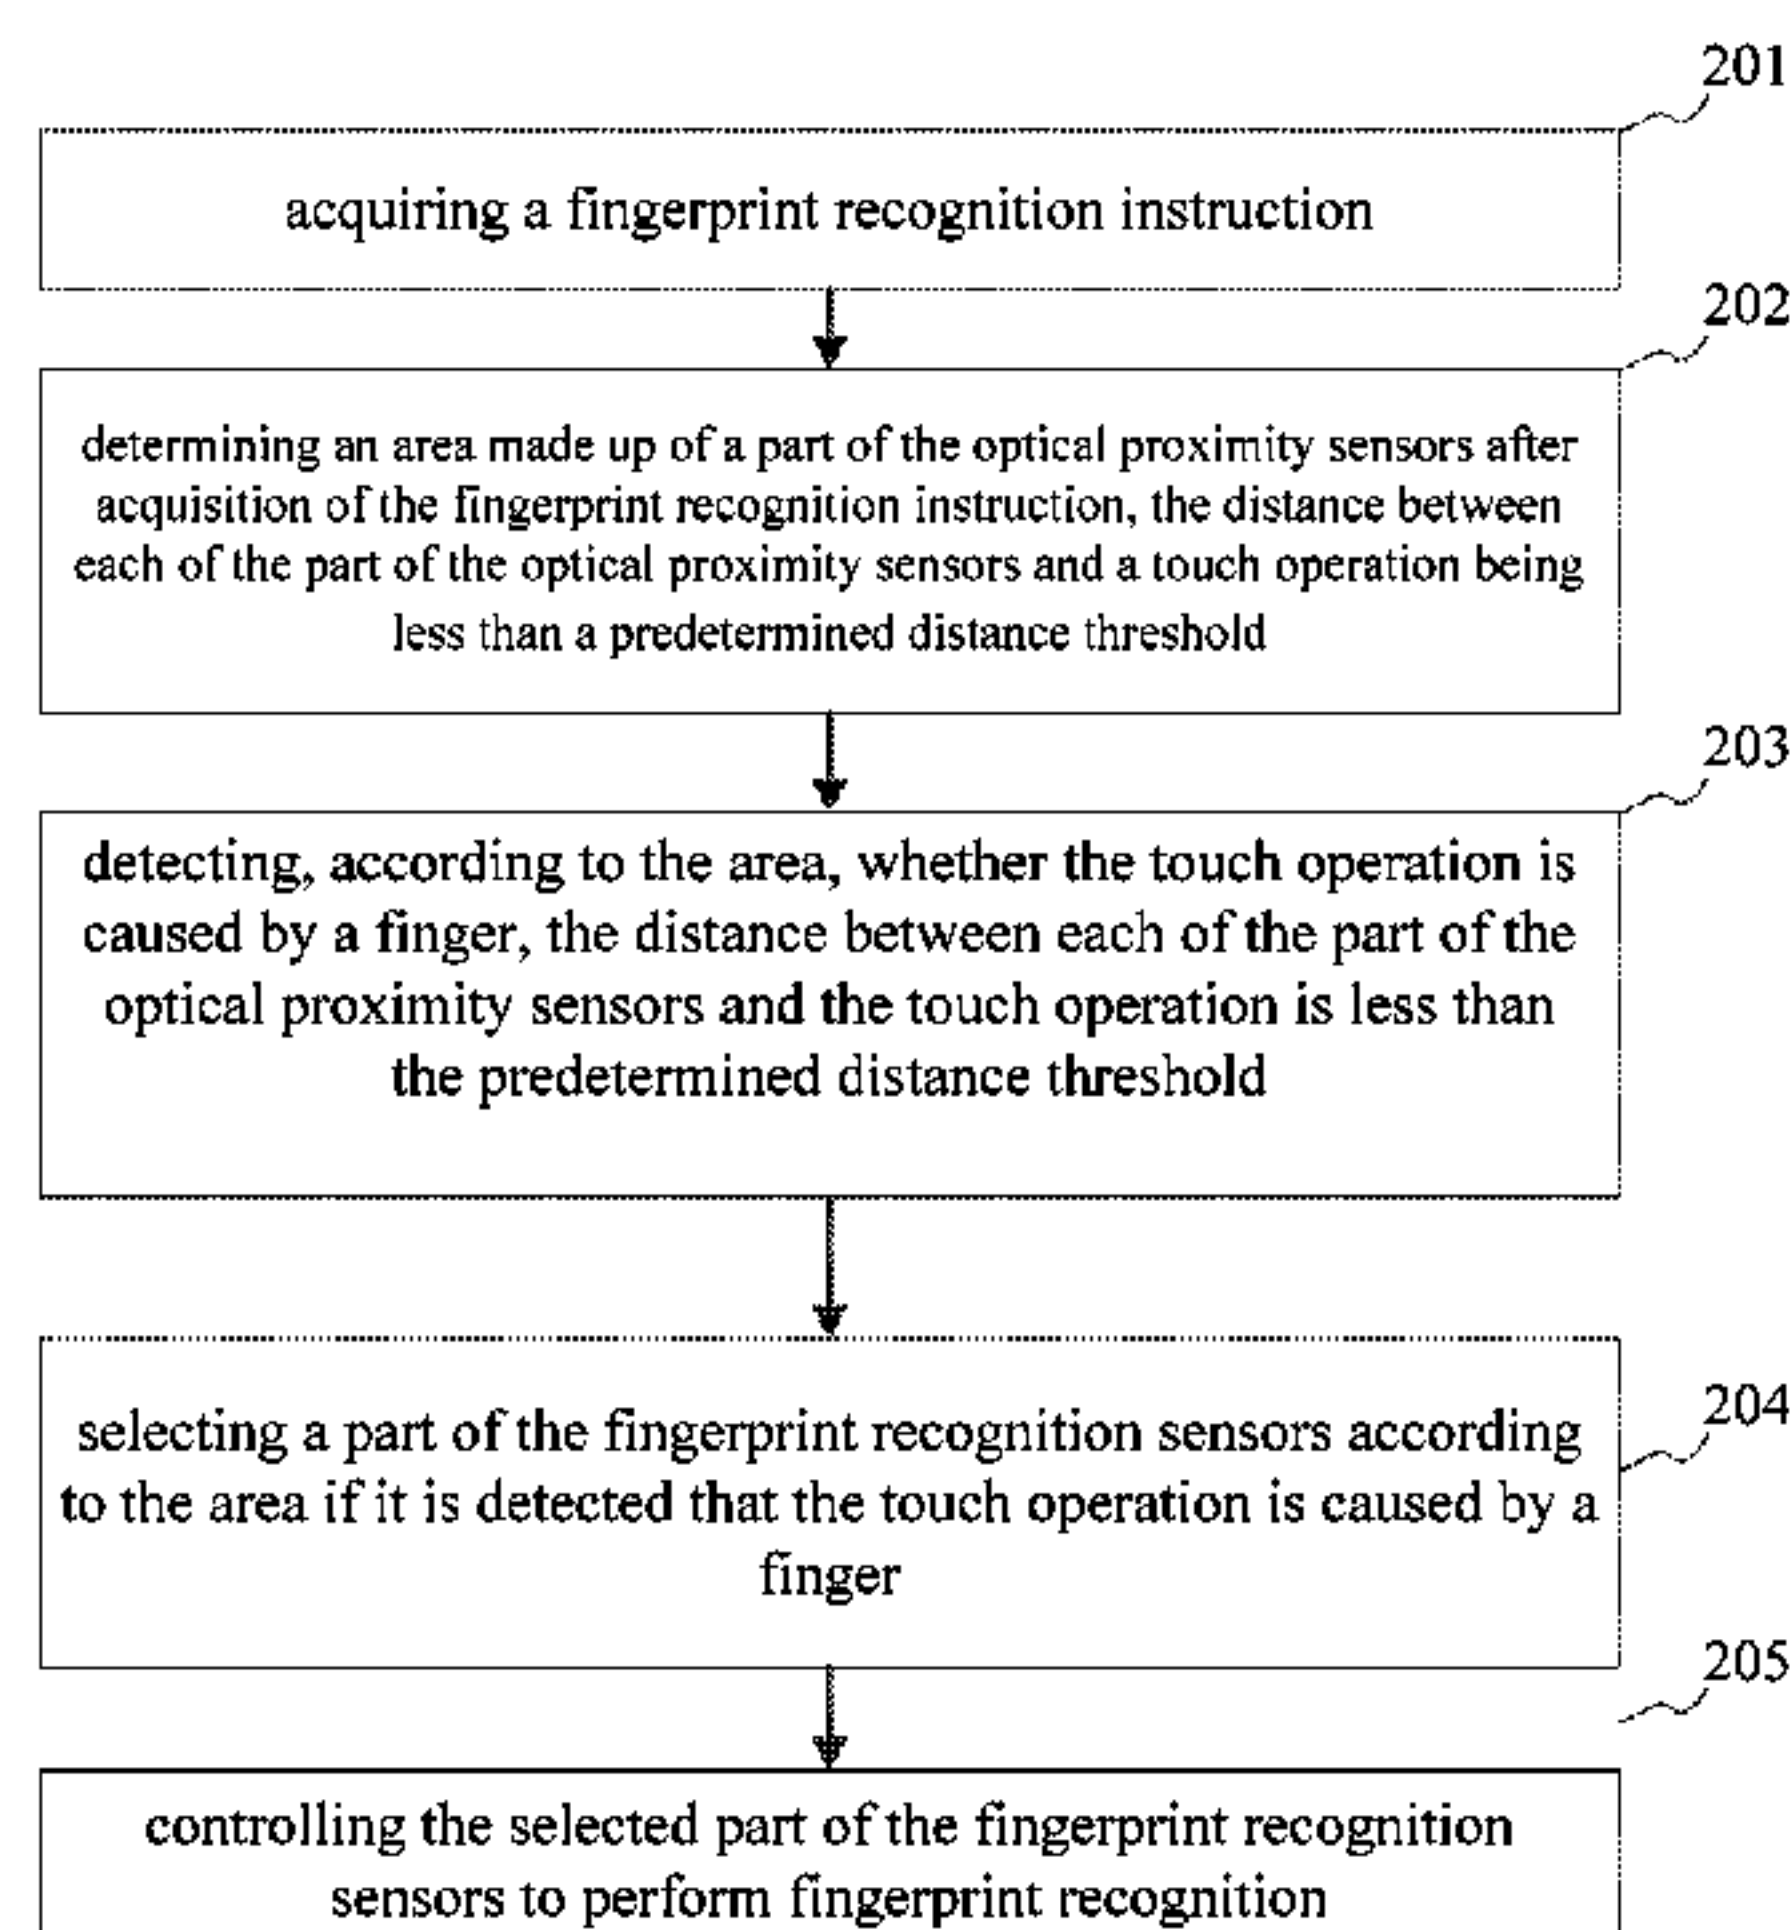 201
acquiring a fingerprint recognition instruction
202
determining an area made up of a part of the optical proximity sensors after
acquisition of the fingerprint recognition instruction, the distance between
each of the part of the optical proximity sensors and a touch operation being
less than a predetermined distance threshold
203
detecting, according to the area, whether the touch operation is
caused by a finger, the distance between each of the part of the
optical proximity sensors and the touch operation is less than
the predetermined distance threshold
204
selecting a part of the fingerprint recognition sensors according
to the area if it is detected that the touch operation is caused by a
finger
205
controlling the selected part of the fingerprint recognition
sensors to perform fingerprint recognition